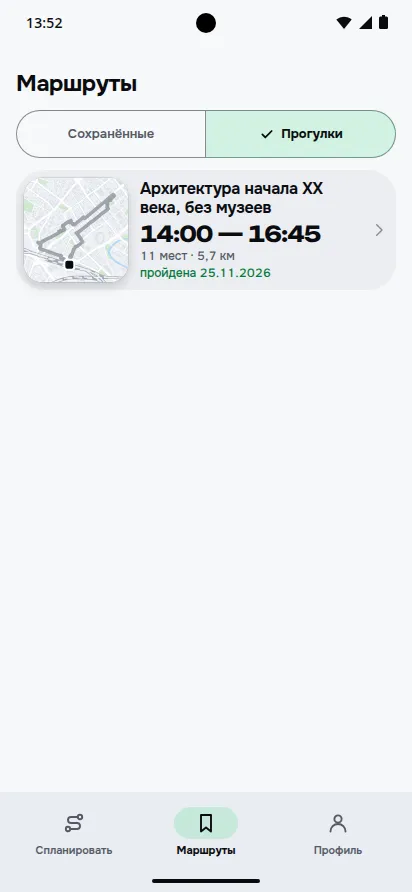 13:52
Маршруты
Сохранённые
Прогулки
Архитектура начала XX
века, без музеев
14:00 — 16:45
11 мест · 5,7 км
пройдена 25.11.2026
Спланировать
Маршруты
Профиль